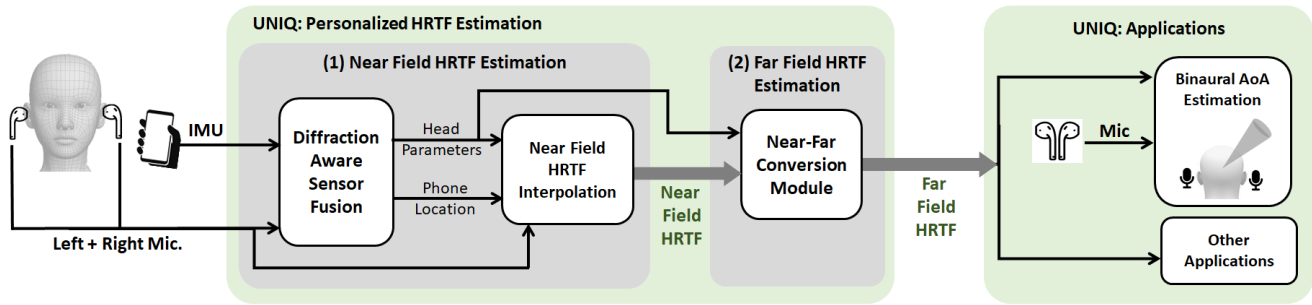 UNIQ: Personalized HRTF Estimation
UNIQ: Applications
(1) Near Field HRTF Estimation
(2) Far Field HRTF
Estimation
IMU
Left + Right Mic.
Diffraction
Aware
Sensor
Fusion
Head
Parameters
Phone
Location
Near Field
HRTF
Interpolation
Near
Field
HRTF
Near-Far
Conversion
Module
Far
Field
HRTF
Mic
Binaural AoA
Estimation
Other
Applications